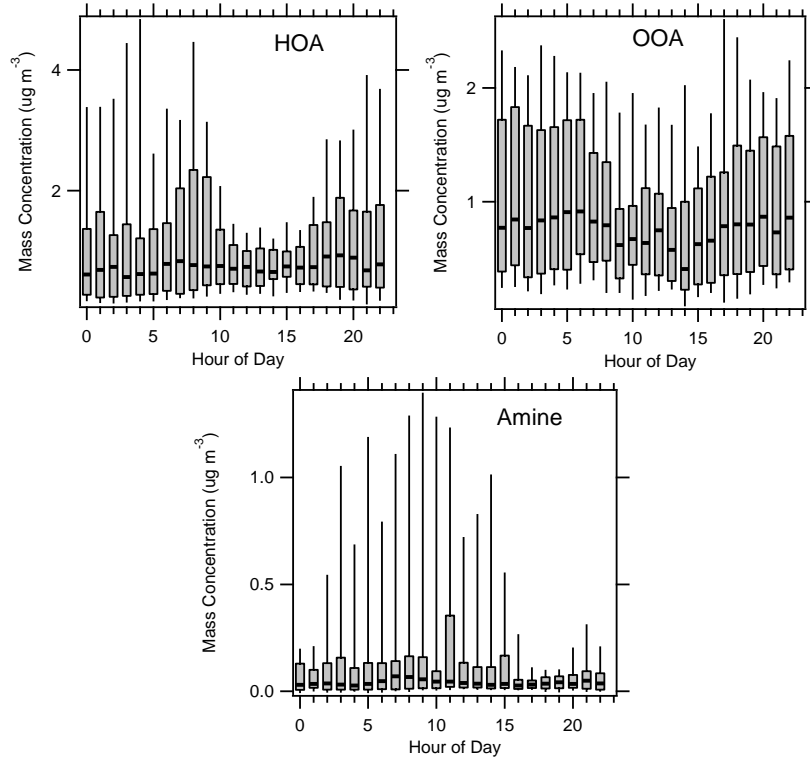 HOA
4
2
Mass Concentration (ug m-3)
0 5 10 15 20
Hour of Day
OOA
2
1
Mass Concentration (ug m-3)
0 5 10 15 20
Hour of Day
Amine
1.0
0.5
0.0
Mass Concentration (ug m-3)
0 5 10 15 20
Hour of Day